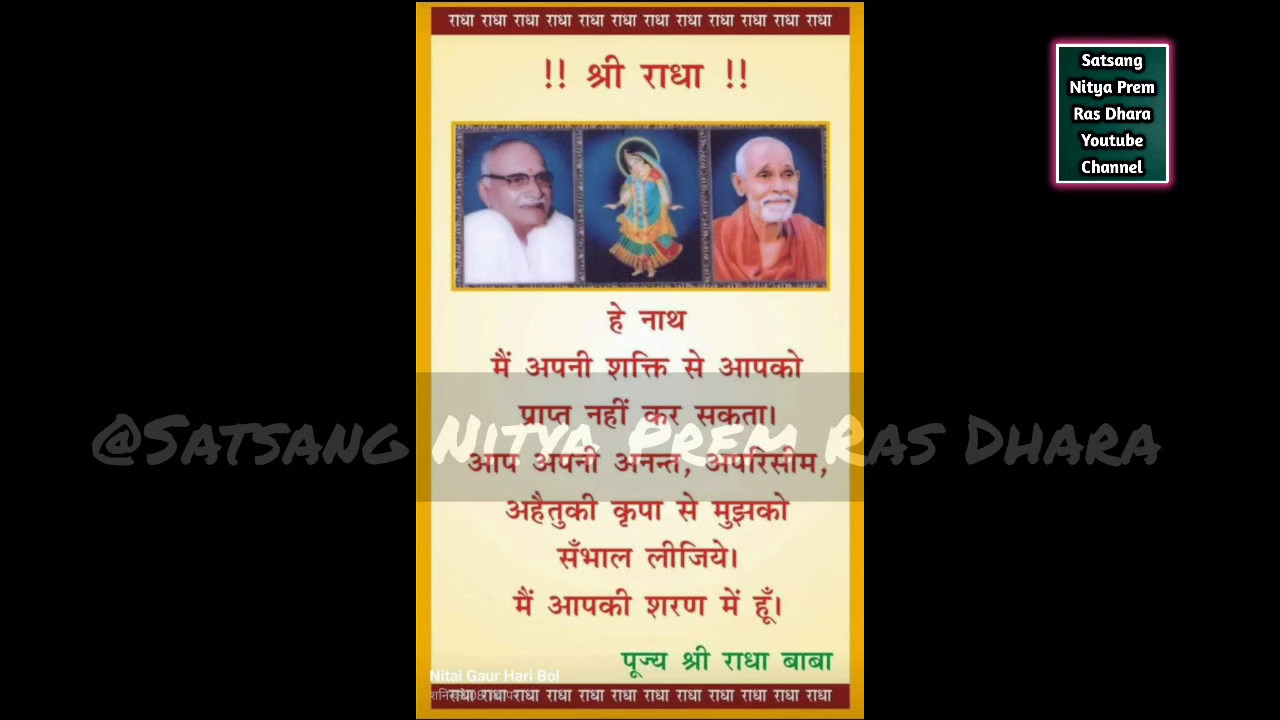 राधा राधा राधा राधा राधा राधा राधा राधा राधा राधा राधा राधा
!! श्री राधा !!
हे नाथ
मैं अपनी शक्ति से आपको
प्राप्त नहीं कर सकता।
आप अपनी अनन्त, अपरिसीम,
अहैतुकी कृपा से मुझको
सँभाल लीजिये।
मैं आपकी शरण में हूँ।
पूज्य श्री राधा बाबा
Nitai Gaur Hari Bol
राधा राधा राधा राधा राधा राधा राधा राधा राधा राधा राधा
@Satsang Nitya Prem Ras Dhara
Satsang
Nitya Prem
Ras Dhara
Youtube
Channel